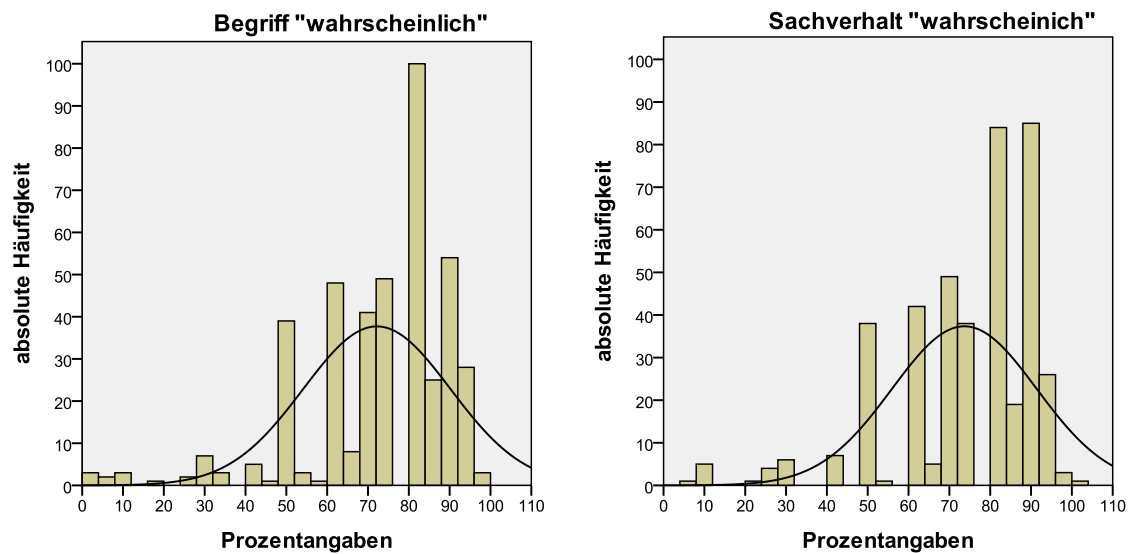 Begriff "wahrscheinlich"
absolute Häufigkeit
100
90
80
70
60
50
40
30
20
10
0
0 10 20 30 40 50 60 70 80 90 100 110
Prozentangaben
Sachverhalt "wahrscheinich"
absolute Häufigkeit
100
90
80
70
60
50
40
30
20
10
0
0 10 20 30 40 50 60 70 80 90 100 110
Prozentangaben